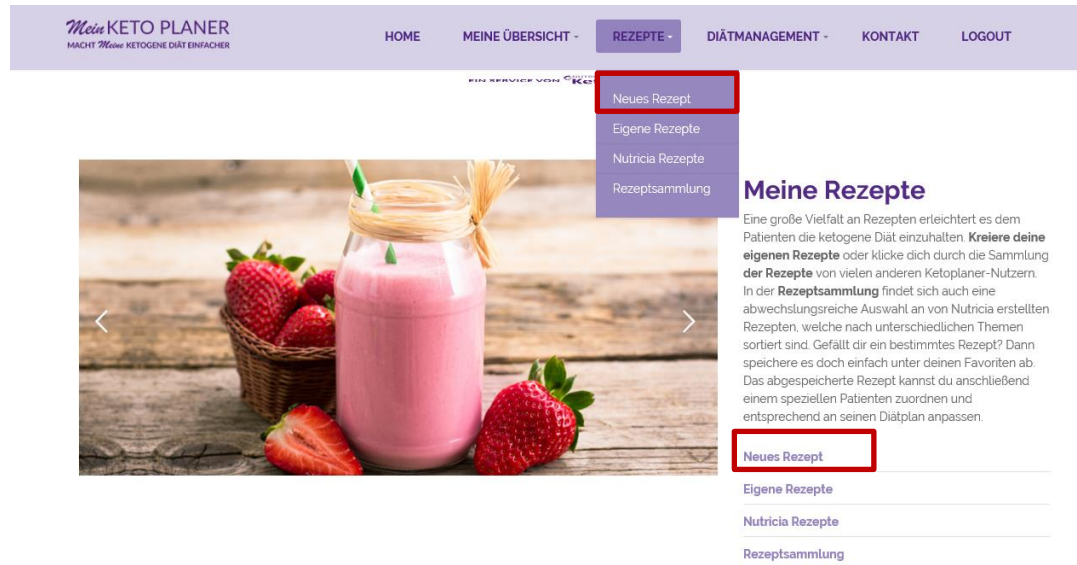 Mein KETO PLANER
MACHT Meine KETOGENE DIÄT EINFACHER
HOME
MEINE ÜBERSICHT
REZEPTE
DIÄTMANAGEMENT
KONTAKT
LOGOUT
EIN SERVICE VON
Neues Rezept
Eigene Rezepte
Nutricia Rezepte
Rezeptsammlung
Meine Rezepte
Eine große Vielfalt an Rezepten erleichtert es dem
Patienten die ketogene Diät einzuhalten. Kreiere deine
eigenen Rezepte oder klicke dich durch die Sammlung
der Rezepte von vielen anderen Ketoplaner-Nutzern.
In der Rezeptsammlung findet sich auch eine
abwechslungsreiche Auswahl an von Nutricia erstellten
Rezepten, welche nach unterschiedlichen Themen
sortiert sind. Gefällt dir ein bestimmtes Rezept? Dann
speichere es doch einfach unter deinen Favoriten ab.
Das abgespeicherte Rezept kannst du anschließend
einem speziellen Patienten zuordnen und
entsprechend an seinen Diätplan anpassen.
Neues Rezept
Eigene Rezepte
Nutricia Rezepte
Rezeptsammlung